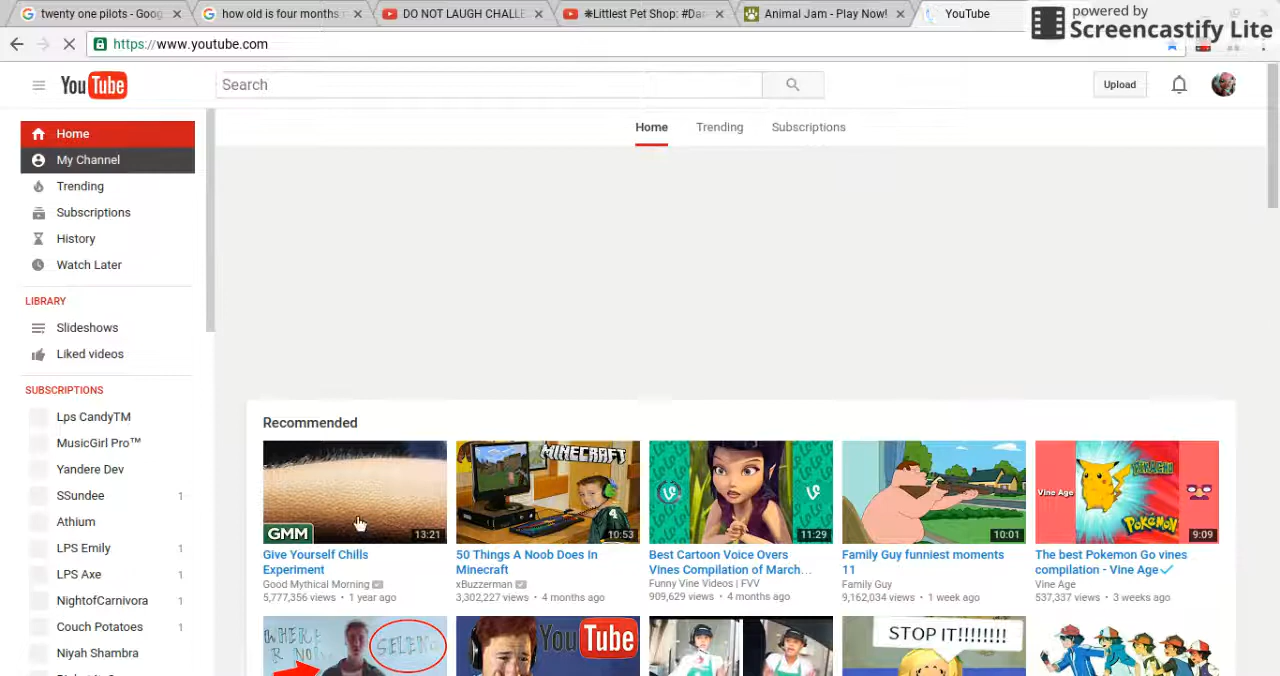 twenty one pilots - Goog
how old is four months
DO NOT LAUGH CHALLE
❋Littlest Pet Shop: #Dar
Animal Jam - Play Now!
YouTube
powered by
Screencastify Lite
https://www.youtube.com
YouTube
Search
Upload
Home
Trending
Subscriptions
Home
My Channel
Trending
Subscriptions
History
Watch Later
LIBRARY
Slideshows
Liked videos
SUBSCRIPTIONS
Lps CandyTM
MusicGirl Pro™
Yandere Dev
SSundee 1
Athium
LPS Emily 1
LPS Axe 1
NightofCarnivora 1
Couch Potatoes 1
Niyah Shambra
Recommended
GMM
13:21
Give Yourself Chills
Experiment
Good Mythical Morning
5,777,356 views • 1 year ago
MINECRAFT
10:53
50 Things A Noob Does In
Minecraft
xBuzzerman
3,302,227 views • 4 months ago
11:29
Best Cartoon Voice Overs
Vines Compilation of March...
Funny Vine Videos | FVV
909,629 views • 4 months ago
10:01
Family Guy funniest moments
11
Family Guy
9,162,034 views • 1 week ago
Vine Age
POKEMON
9:09
The best Pokemon Go vines
compilation - Vine Age✓
Vine Age
537,337 views • 3 weeks ago
WHERE
R NO
SELENA
YouTube
STOP IT!!!!!!!!